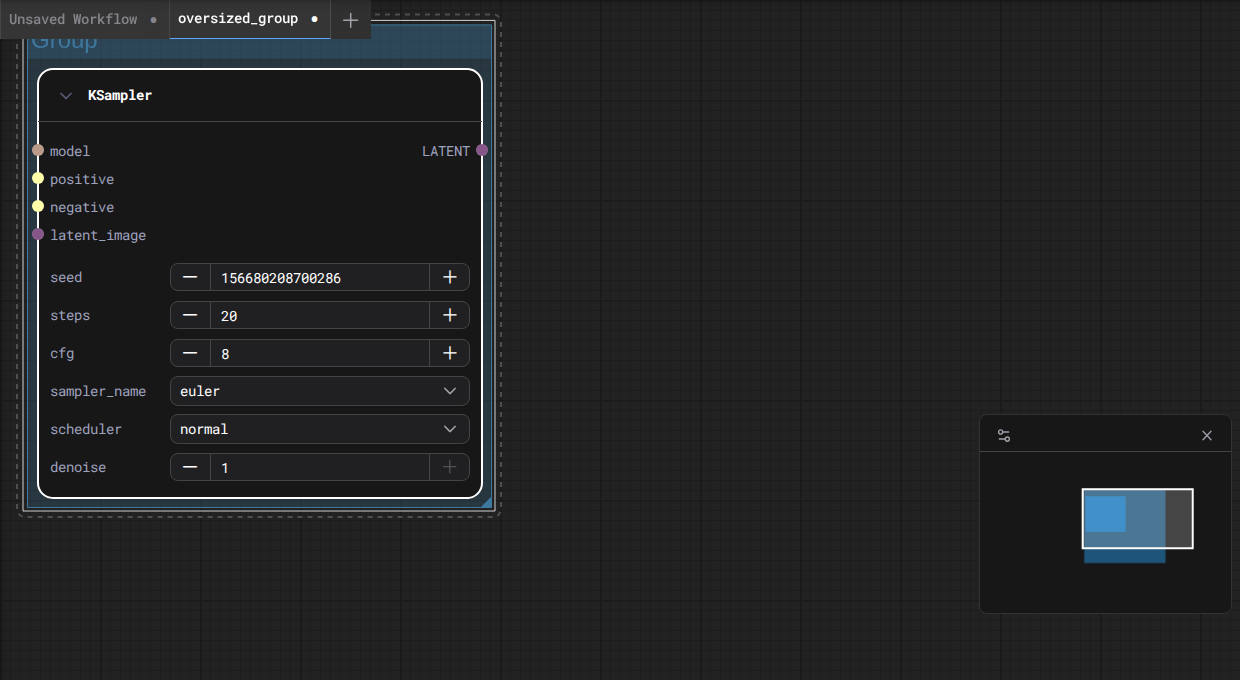 Unsaved Workflow
oversized_group
Group
KSampler
model
LATENT
positive
negative
latent_image
seed
156680208700286
steps
20
cfg
8
sampler_name
euler
scheduler
normal
denoise
1